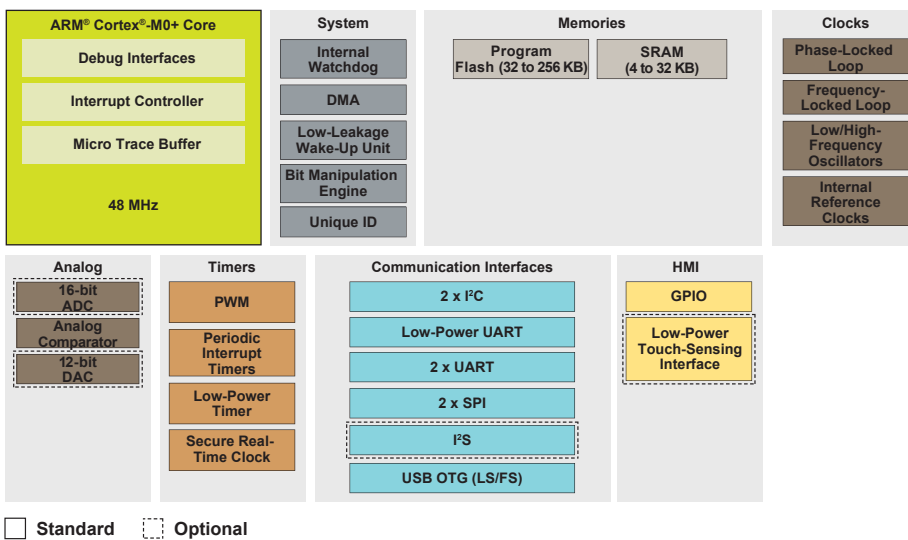 ARM® Cortex®-M0+ Core
Debug Interfaces
Interrupt Controller
Micro Trace Buffer
48 MHz
System
Internal
Watchdog
DMA
Low-Leakage
Wake-Up Unit
Bit Manipulation
Engine
Unique ID
Memories
Program
Flash (32 to 256 KB)
SRAM
(4 to 32 KB)
Clocks
Phase-Locked
Loop
Frequency-
Locked Loop
Low/High-
Frequency
Oscillators
Internal
Reference
Clocks
Analog
16-bit
ADC
Analog
Comparator
12-bit
DAC
Timers
PWM
Periodic
Interrupt
Timers
Low-Power
Timer
Secure Real-
Time Clock
Communication Interfaces
2 x I²C
Low-Power UART
2 x UART
2 x SPI
I²S
USB OTG (LS/FS)
HMI
GPIO
Low-Power
Touch-Sensing
Interface
Standard
Optional